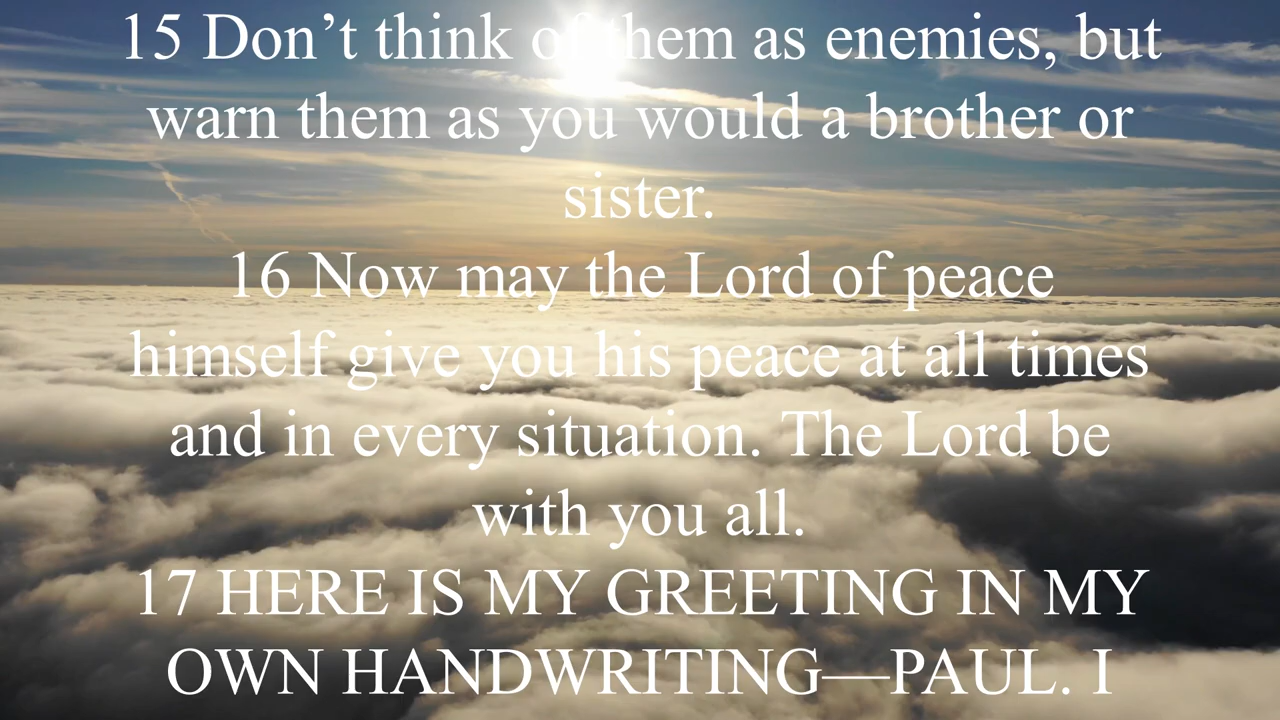 15 Don’t think of them as enemies, but
warn them as you would a brother or
sister.
16 Now may the Lord of peace
himself give you his peace at all times
and in every situation. The Lord be
with you all.
17 HERE IS MY GREETING IN MY
OWN HANDWRITING—PAUL. I